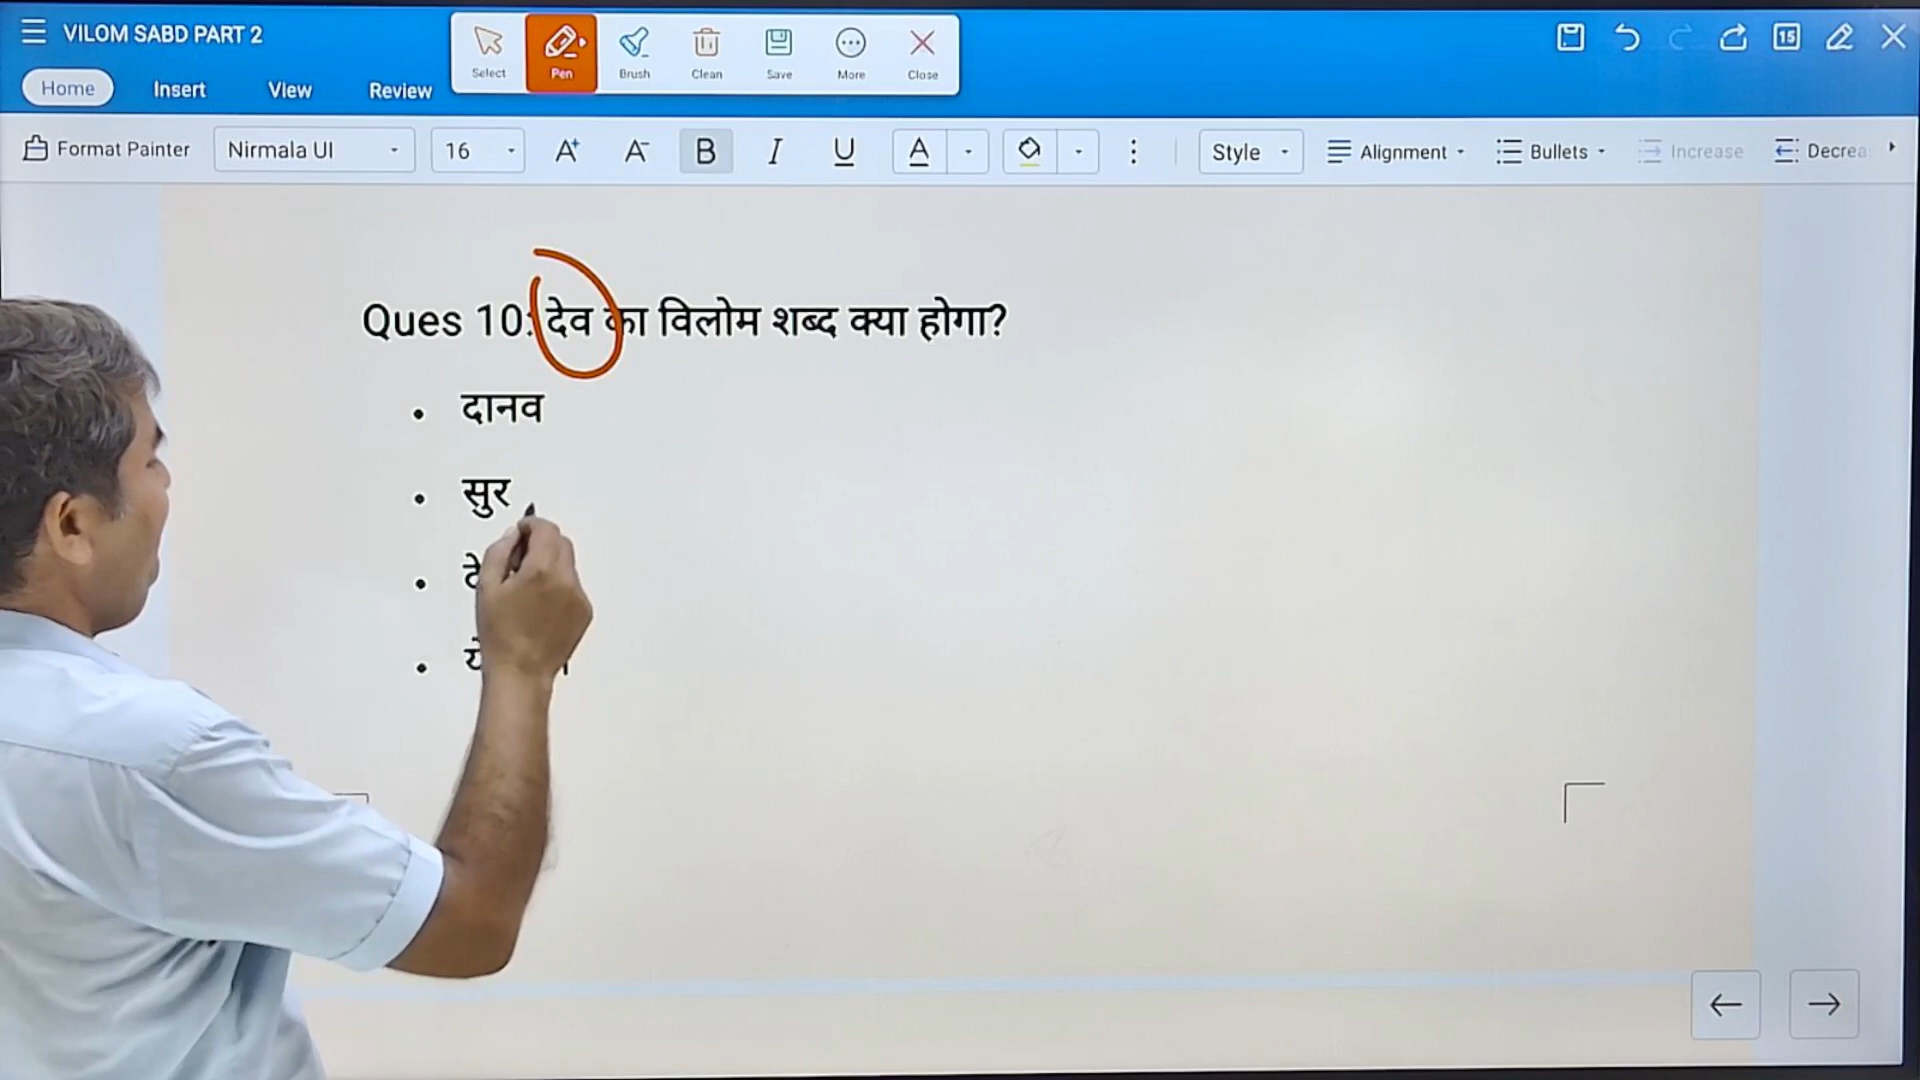 VILOM SABD PART 2
Select Pen Brush Clean Save More Close
15
Home Insert View Review
Format Painter Nirmala UI 16 A+ A- B I U A Style Alignment Bullets Increase
Ques 10: देव का विलोम शब्द क्या होगा?
• दानव
• सुर